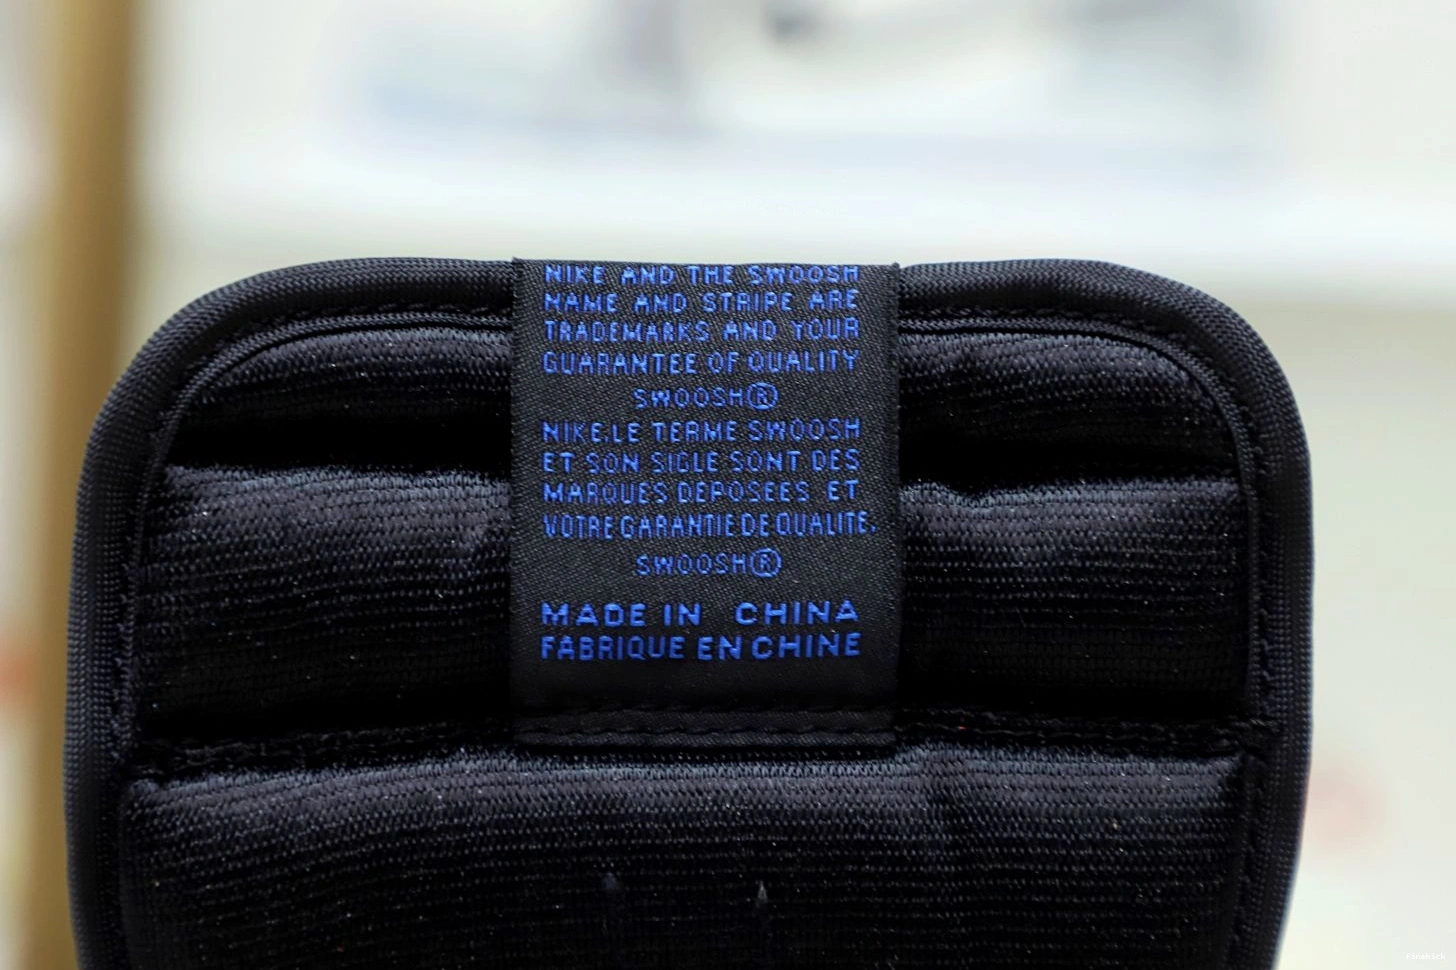 NIKE AND THE SWOOSH
NAME AND STRIPE ARE
TRADEMARKS AND YOUR
GUARANTEE OF QUALITY
SWOOSH®
NIKE.LE TERME SWOOSH
ET SON SIGLE SONT DES
MARQUES DEPOSEES ET
VOTRE GARANTIE DE QUALITE.
SWOOSH®
MADE IN CHINA
FABRIQUE EN CHINE